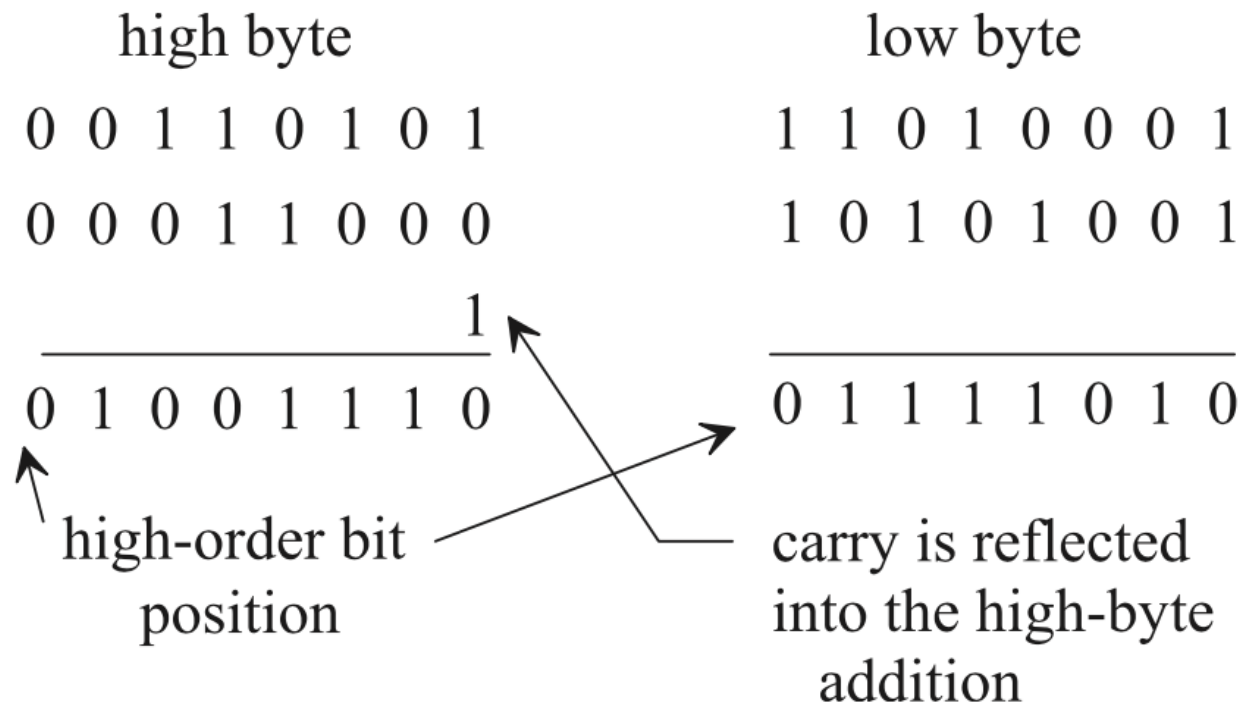 high byte low byte
0 0 1 1 0 1 0 1 1 1 0 1 0 0 0 1
0 0 0 1 1 0 0 0 1 0 1 0 1 0 0 1
1
0 1 0 0 1 1 1 0 0 1 1 1 1 0 1 0
high-order bit
position
carry is reflected
into the high-byte
addition